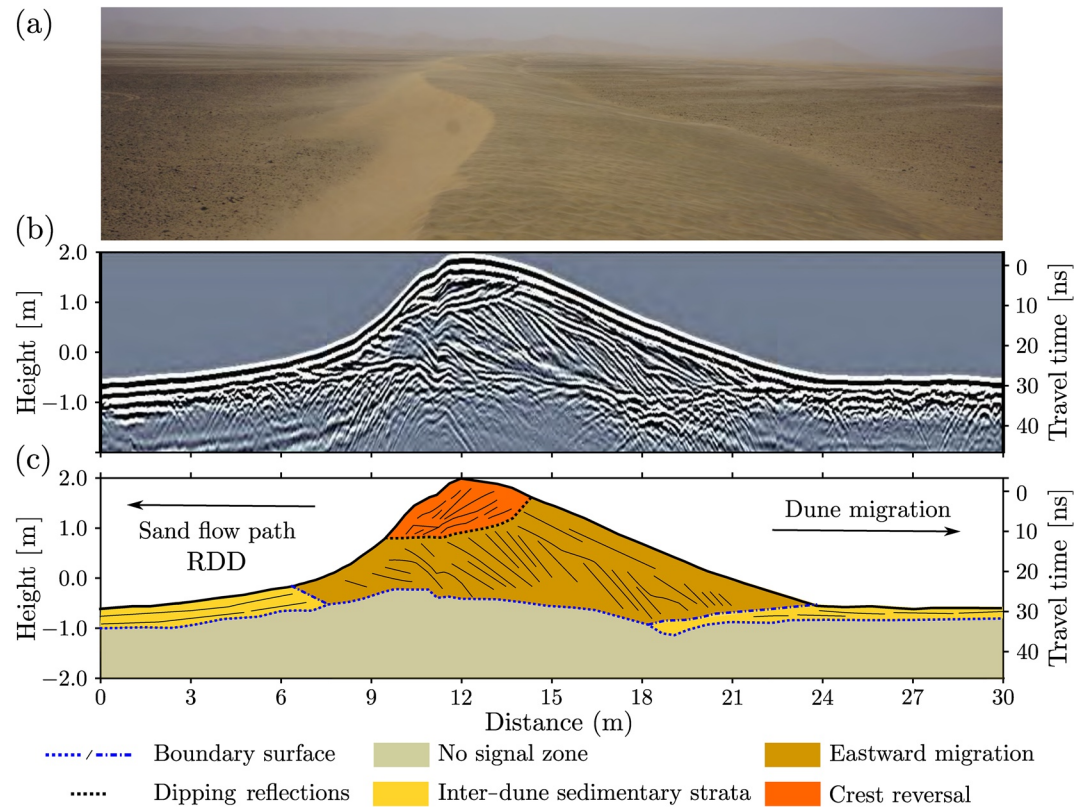 (a)
(b)
2.0
1.0
0.0
−1.0
Height [m]
0
10
20
30
40
Travel time [ns]
(c)
2.0
1.0
0.0
−1.0
−2.0
Height [m]
Sand flow path
RDD
Dune migration
0
10
20
30
40
Travel time [ns]
0 3 6 9 12 15 18 21 24 27 30
Distance (m)
Boundary surface
No signal zone
Eastward migration
Dipping reflections
Inter–dune sedimentary strata
Crest reversal